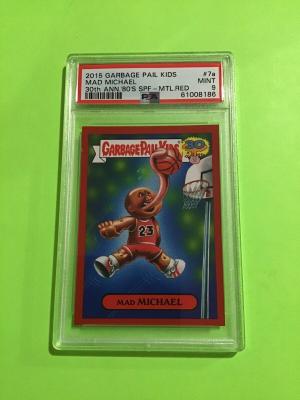 2015 GARBAGE PAIL KIDS #7a
MAD MICHAEL MINT
30th ANN.'80'S SPF-MTL.RED 9
PSA 61008186
GARBAGE PAIL KIDS
30
23
MAD MICHAEL